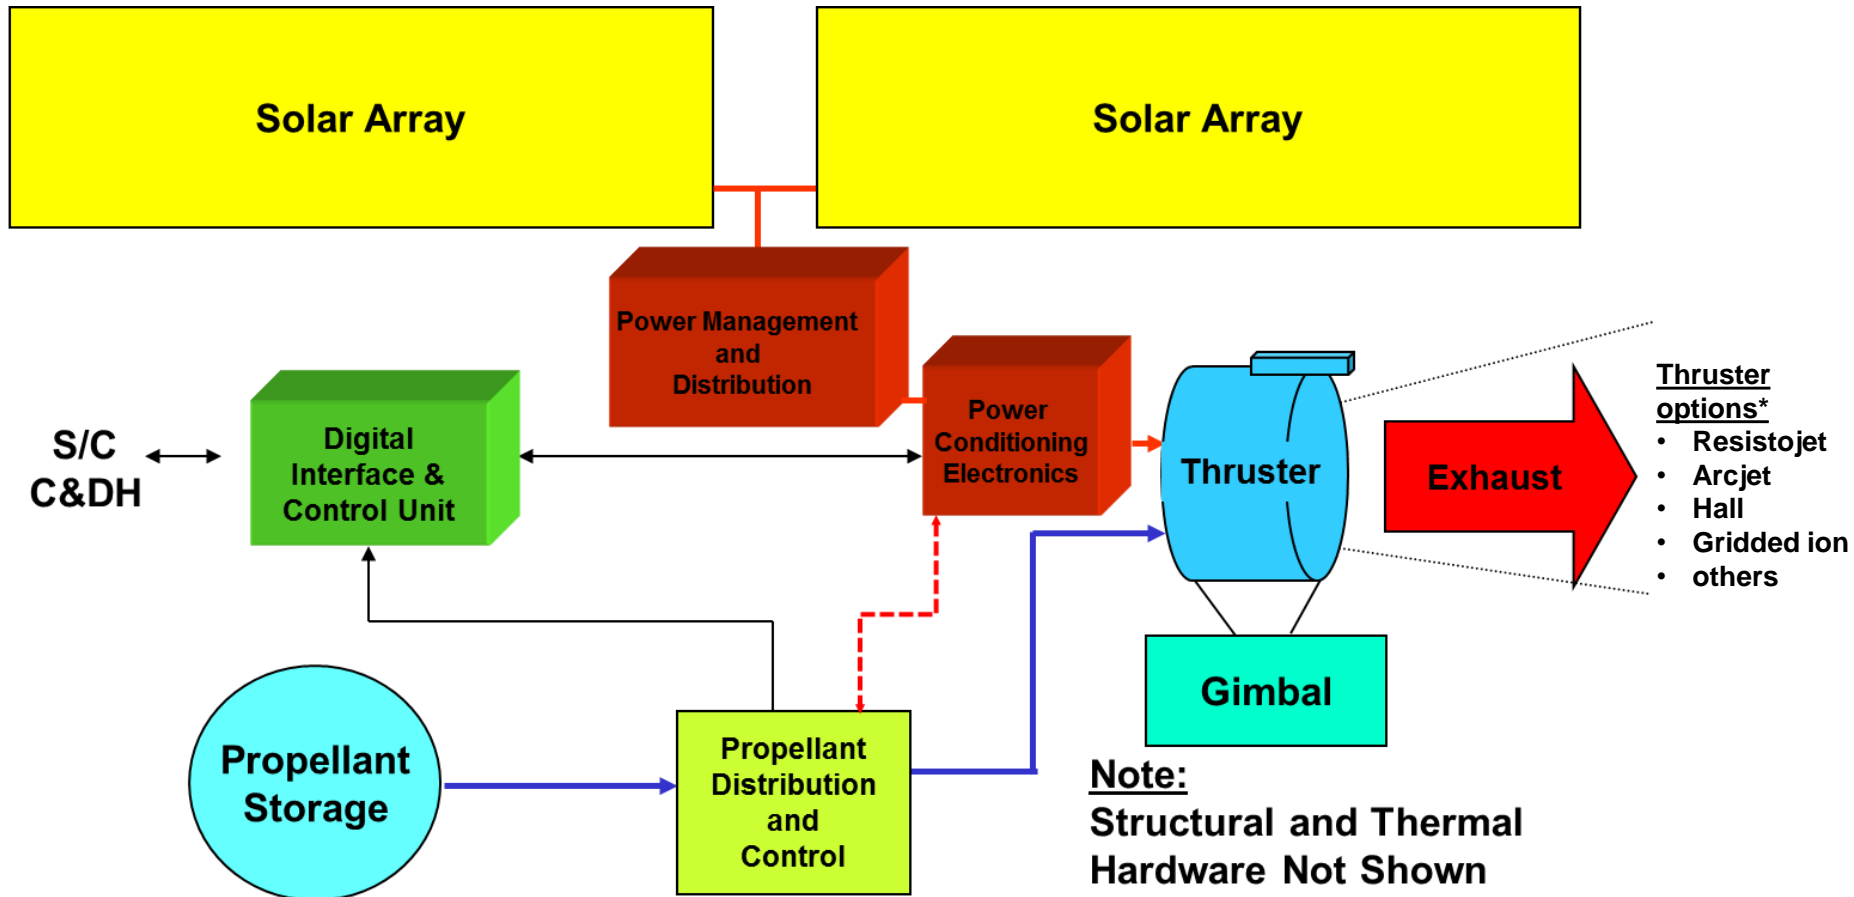 Solar Array
Solar Array
Power Management
and
Distribution
Power
Conditioning
Electronics
Digital
Interface &
Control Unit
S/C
C&DH
Thruster
Exhaust
Thruster
options*
• Resistojet
• Arcjet
• Hall
• Gridded ion
• others
Gimbal
Propellant
Storage
Propellant
Distribution
and
Control
Note:
Structural and Thermal
Hardware Not Shown